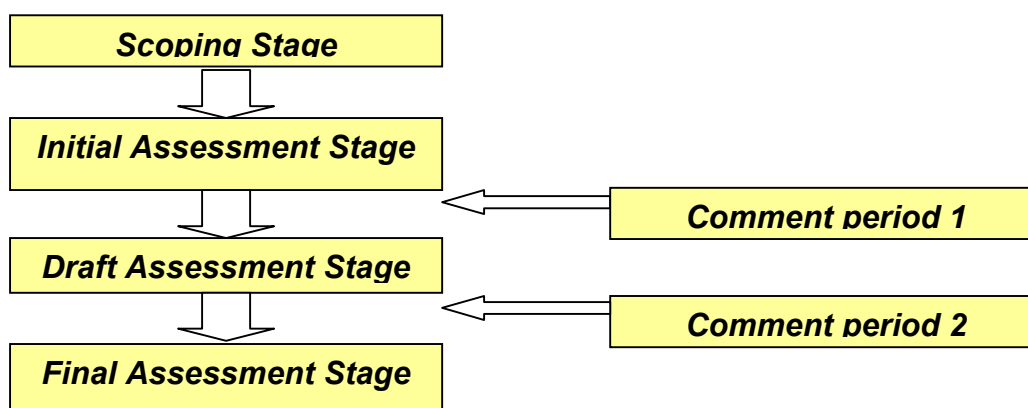 Scoping Stage
Initial Assessment Stage
Comment period 1
Draft Assessment Stage
Comment period 2
Final Assessment Stage